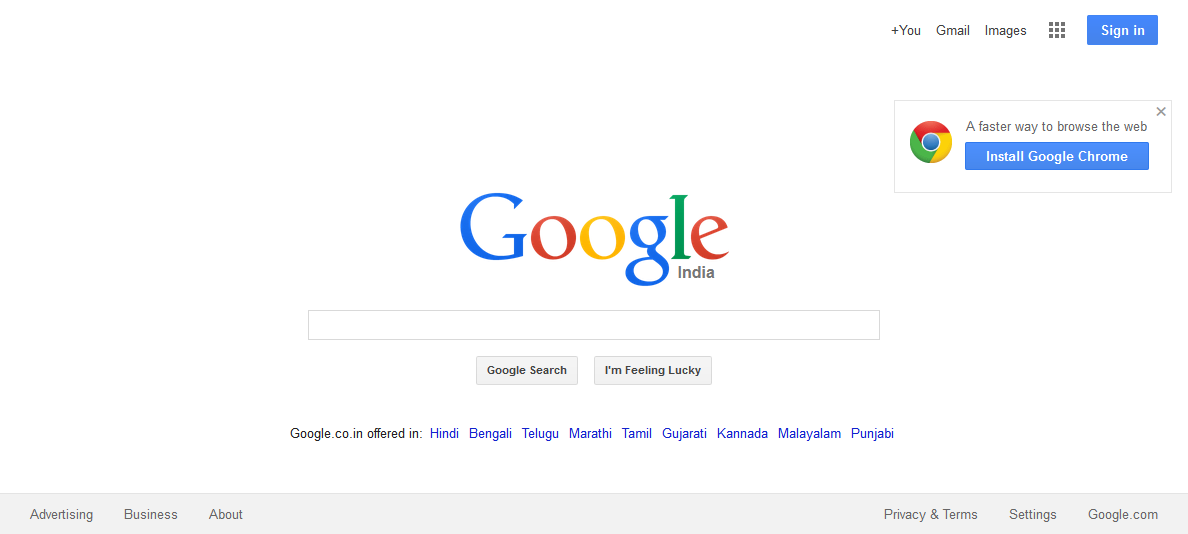 +You Gmail Images Sign in
A faster way to browse the web
Install Google Chrome
Google
India
Google Search I'm Feeling Lucky
Google.co.in offered in: Hindi Bengali Telugu Marathi Tamil Gujarati Kannada Malayalam Punjabi
Advertising Business About Privacy & Terms Settings Google.com